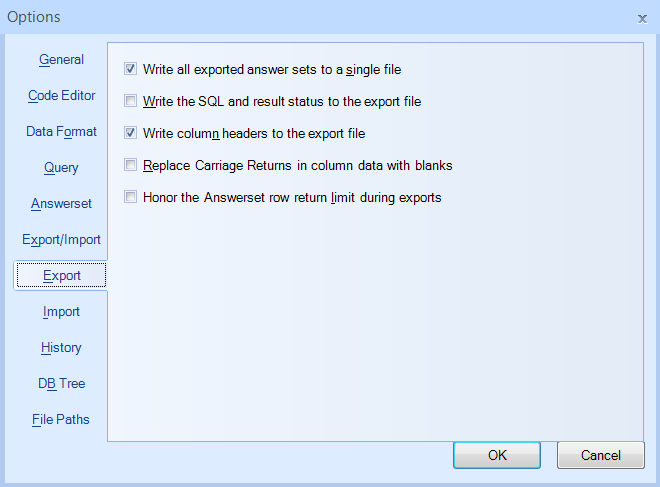 Options
General
Code Editor
Data Format
Query
Answerset
Export/Import
Export
Import
History
DB Tree
File Paths
Write all exported answer sets to a single file
Write the SQL and result status to the export file
Write column headers to the export file
Replace Carriage Returns in column data with blanks
Honor the Answerset row return limit during exports
OK
Cancel